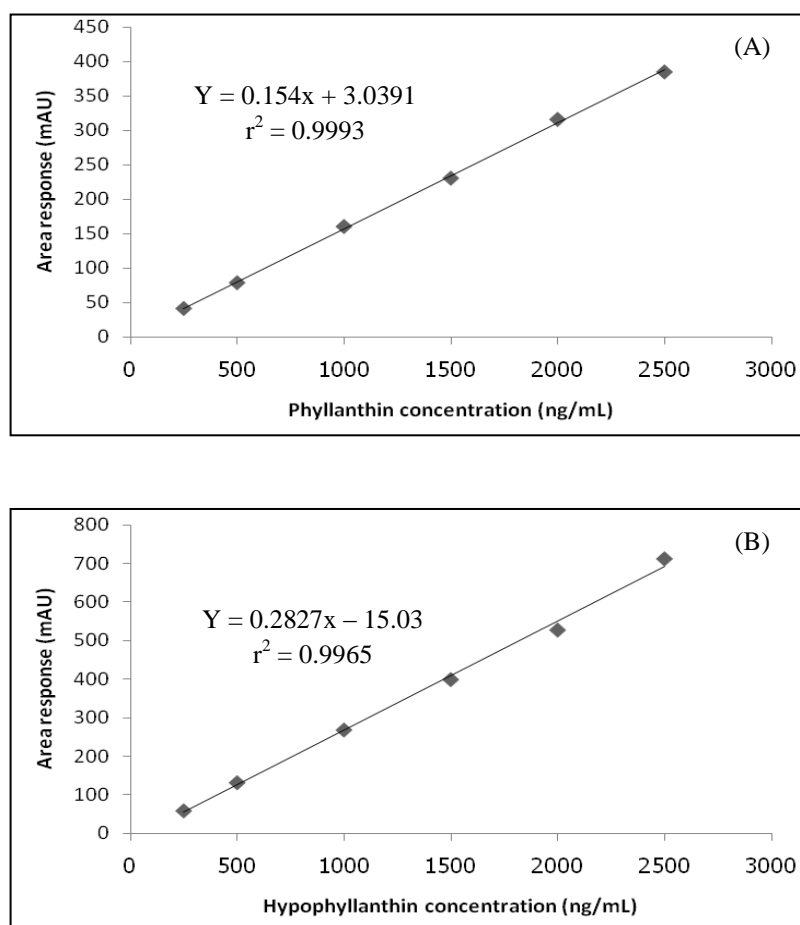 (A)
Y = 0.154x + 3.0391
r² = 0.9993
Area response (mAU)
450
400
350
300
250
200
150
100
50
0
0 500 1000 1500 2000 2500 3000
Phyllanthin concentration (ng/mL)
(B)
Y = 0.2827x – 15.03
r² = 0.9965
Area response (mAU)
800
700
600
500
400
300
200
100
0
0 500 1000 1500 2000 2500 3000
Hypophyllanthin concentration (ng/mL)